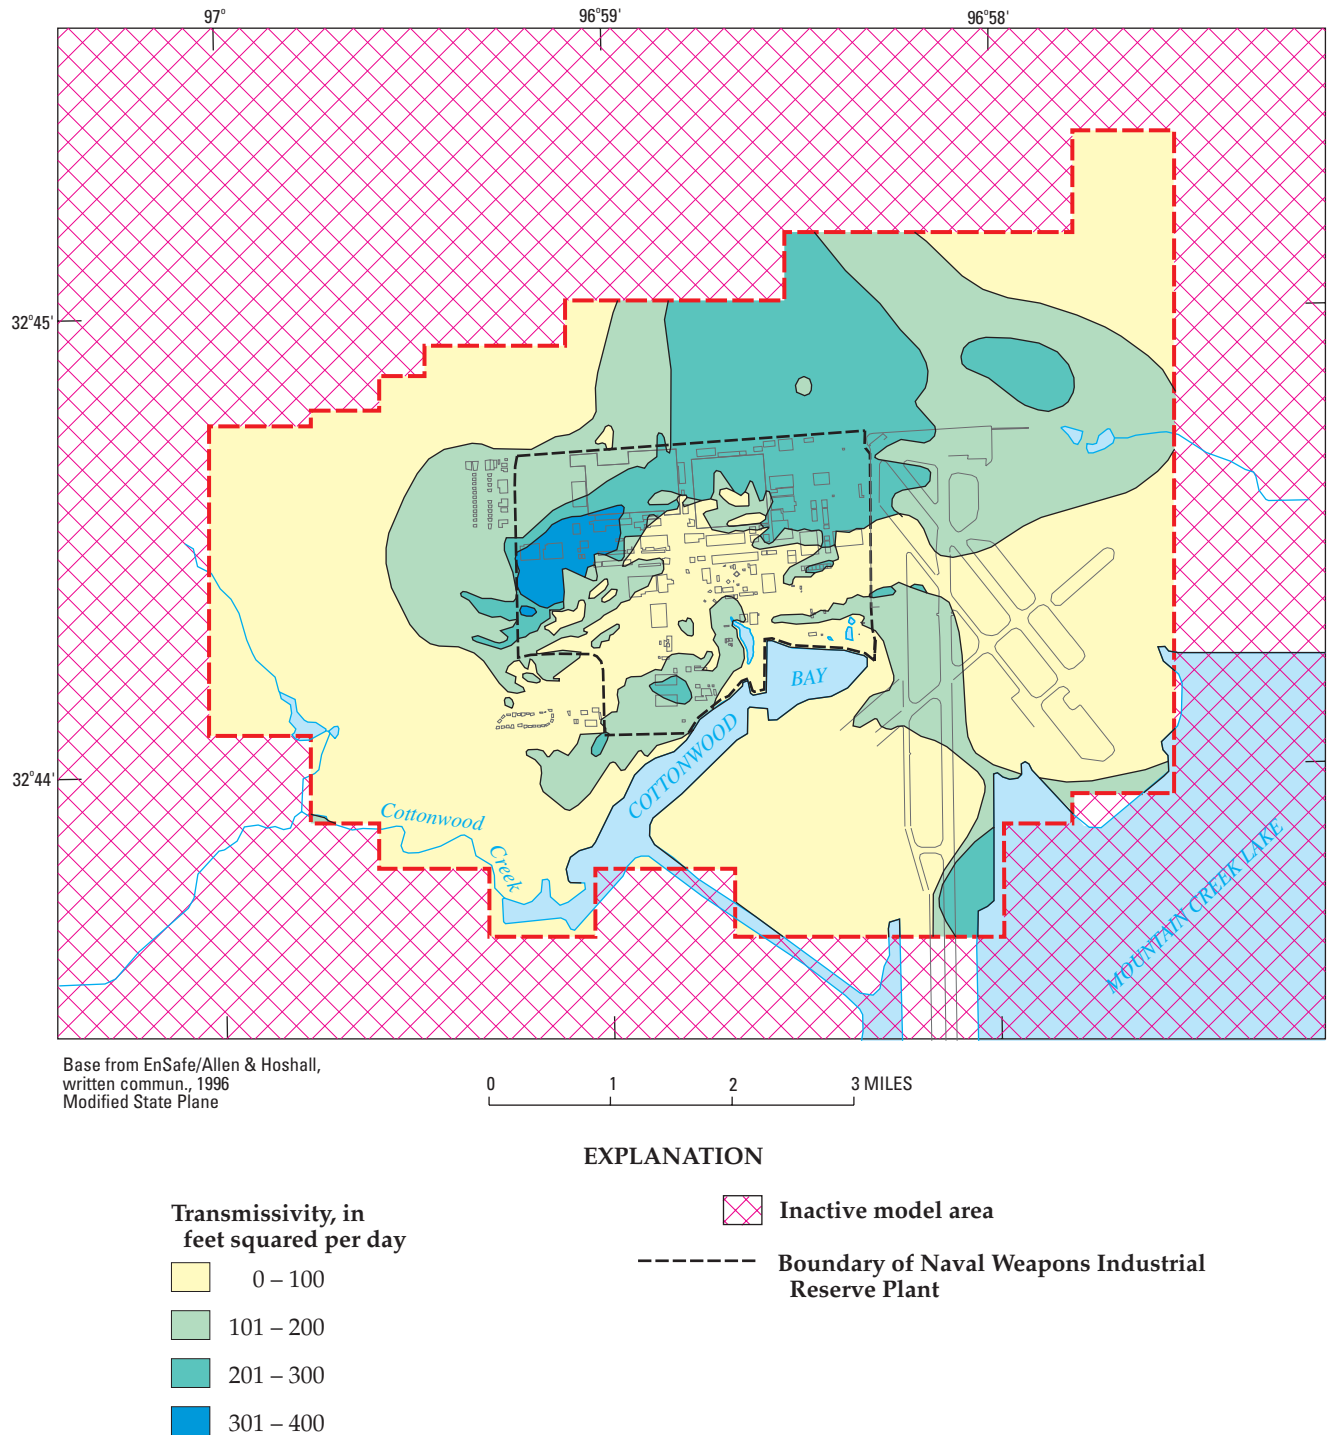 97°
96°59'
96°58'
32°45'
32°44'
BAY
COTTONWOOD
Cottonwood
Creek
MOUNTAIN CREEK LAKE
Base from EnSafe/Allen & Hoshall,
written commun., 1996
Modified State Plane
0 1 2 3 MILES
EXPLANATION
Transmissivity, in
feet squared per day
0 – 100
101 – 200
201 – 300
301 – 400
Inactive model area
Boundary of Naval Weapons Industrial
Reserve Plant